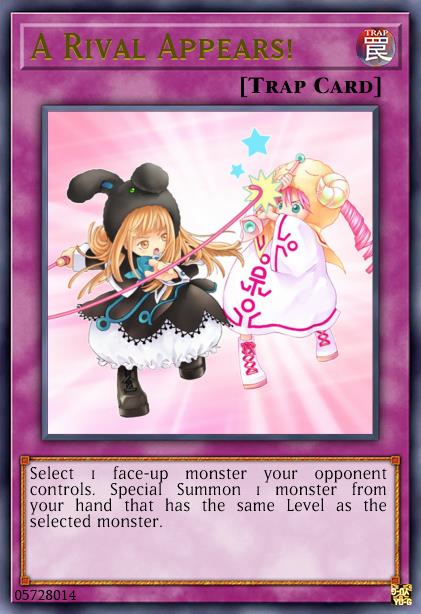 A Rival Appears!
TRAP
罠
[Trap Card]
Select 1 face-up monster your opponent
controls. Special Summon 1 monster from
your hand that has the same Level as the
selected monster.
05728014